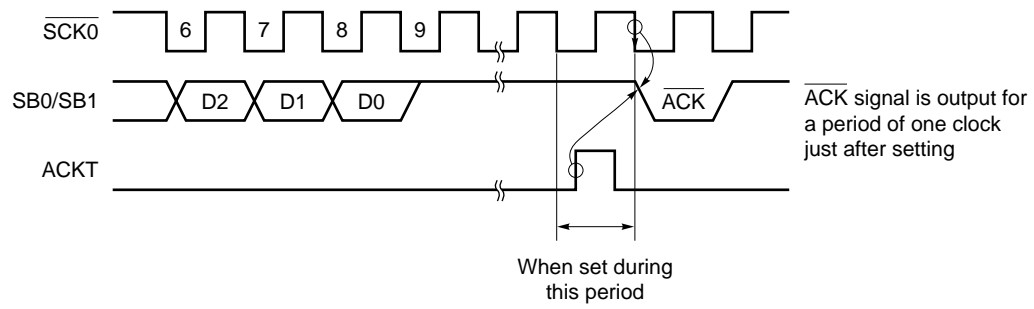 SCK0
6 7 8 9
SB0/SB1
D2 D1 D0 ACK
ACK signal is output for
a period of one clock
just after setting
ACKT
When set during
this period